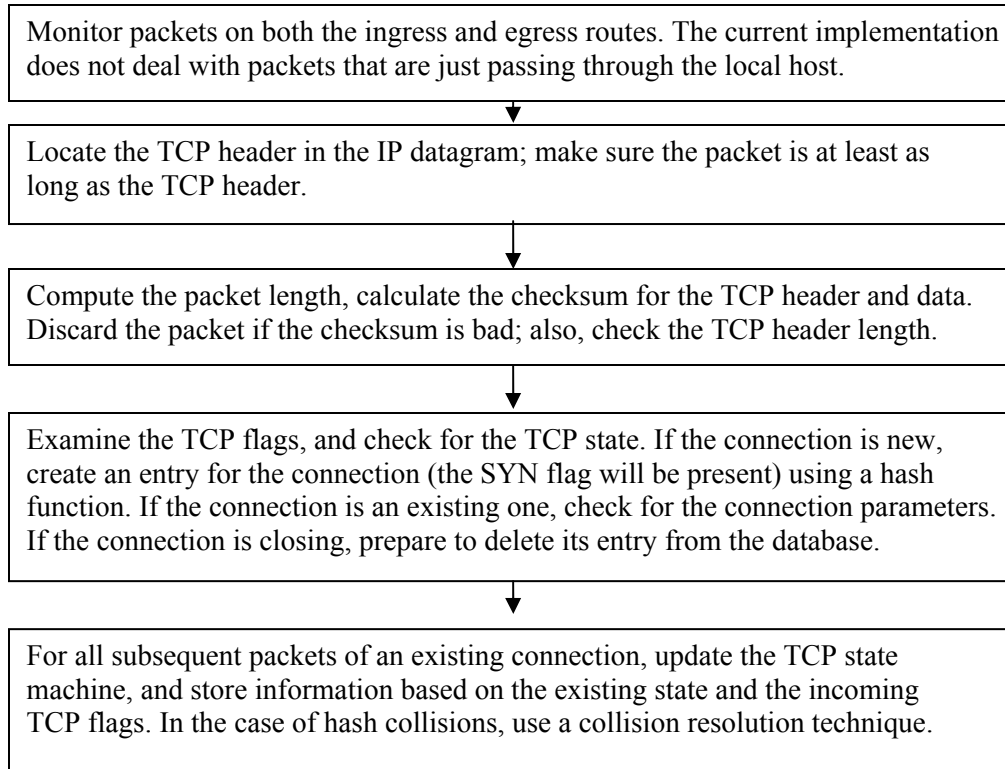 Monitor packets on both the ingress and egress routes. The current implementation
does not deal with packets that are just passing through the local host.
Locate the TCP header in the IP datagram; make sure the packet is at least as
long as the TCP header.
Compute the packet length, calculate the checksum for the TCP header and data.
Discard the packet if the checksum is bad; also, check the TCP header length.
Examine the TCP flags, and check for the TCP state. If the connection is new,
create an entry for the connection (the SYN flag will be present) using a hash
function. If the connection is an existing one, check for the connection parameters.
If the connection is closing, prepare to delete its entry from the database.
For all subsequent packets of an existing connection, update the TCP state
machine, and store information based on the existing state and the incoming
TCP flags. In the case of hash collisions, use a collision resolution technique.